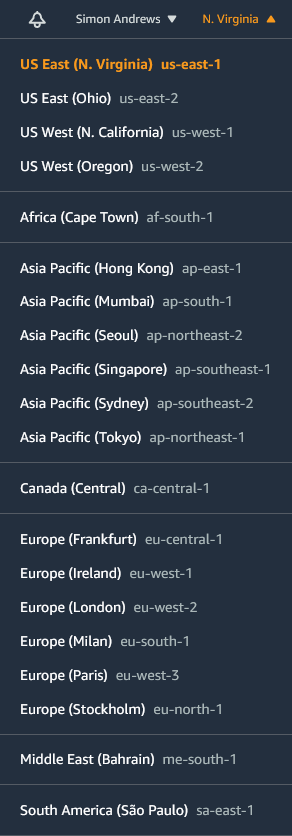 Simon Andrews ▼ N. Virginia ▲
US East (N. Virginia) us-east-1
US East (Ohio) us-east-2
US West (N. California) us-west-1
US West (Oregon) us-west-2
Africa (Cape Town) af-south-1
Asia Pacific (Hong Kong) ap-east-1
Asia Pacific (Mumbai) ap-south-1
Asia Pacific (Seoul) ap-northeast-2
Asia Pacific (Singapore) ap-southeast-1
Asia Pacific (Sydney) ap-southeast-2
Asia Pacific (Tokyo) ap-northeast-1
Canada (Central) ca-central-1
Europe (Frankfurt) eu-central-1
Europe (Ireland) eu-west-1
Europe (London) eu-west-2
Europe (Milan) eu-south-1
Europe (Paris) eu-west-3
Europe (Stockholm) eu-north-1
Middle East (Bahrain) me-south-1
South America (São Paulo) sa-east-1